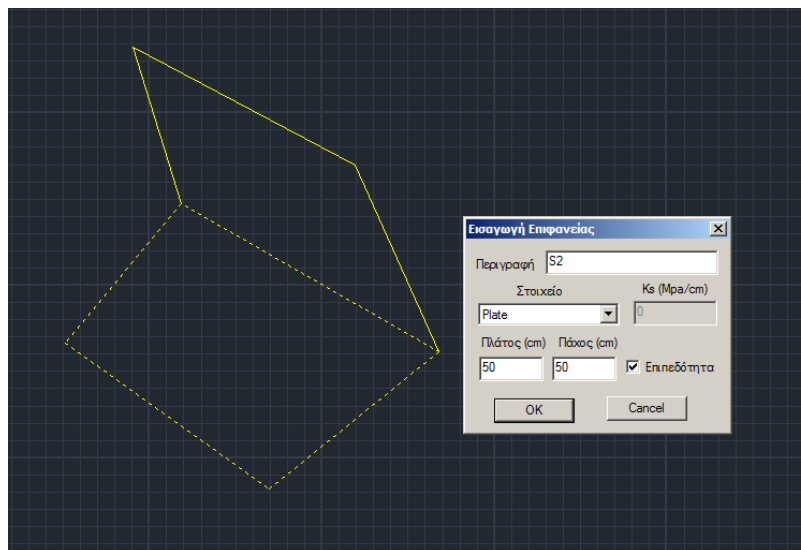 Εισαγωγή Επιφανείας
Περιγραφή S2
Στοιχείο Ks (Mpa/cm)
Plate 0
Πλάτος (cm) Πάχος (cm)
50 50 Επιπεδότητα
OK Cancel